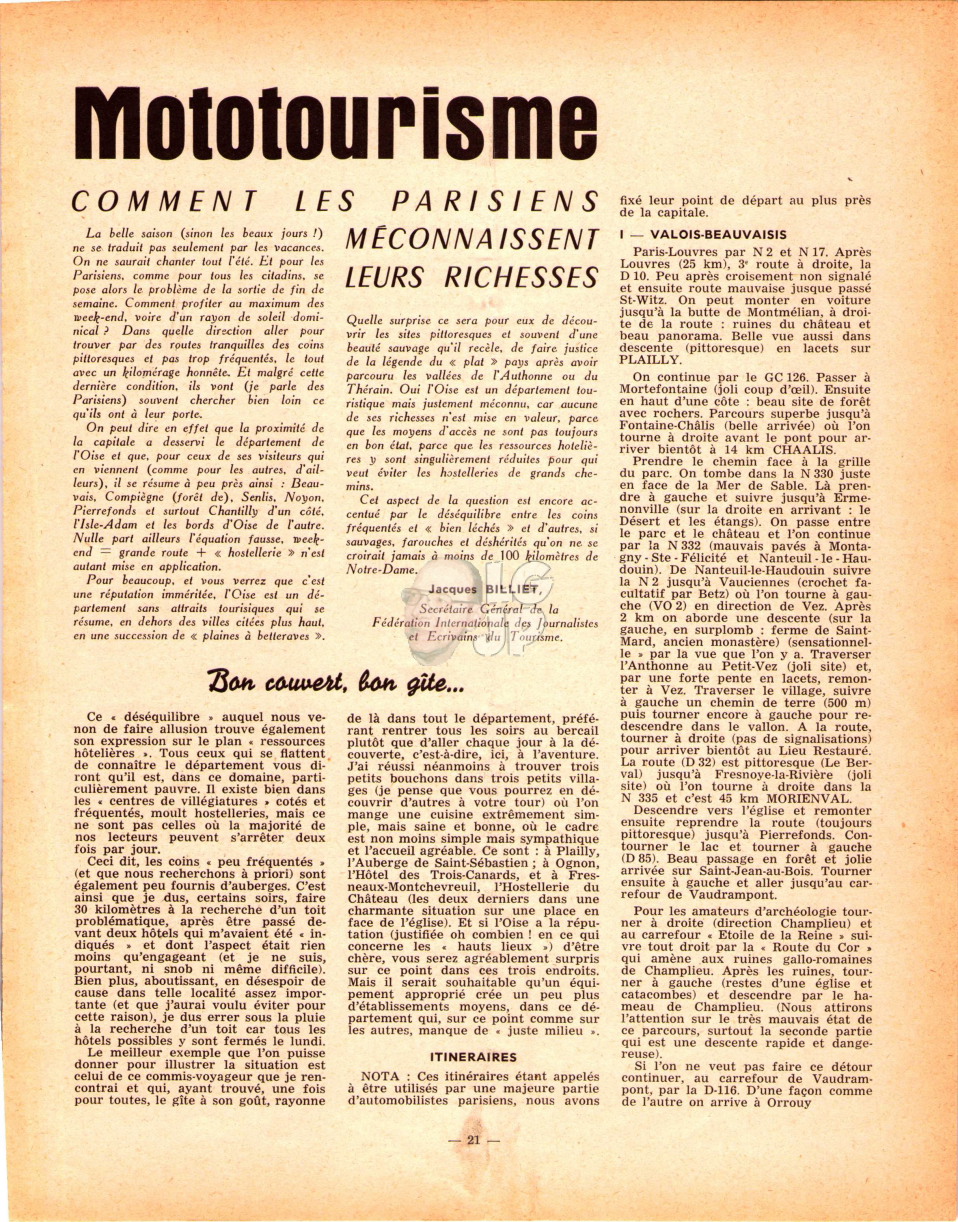 Mototourisme
COMMENT LES PARISIENS
MÉCONNAISSENT
LEURS RICHESSES
La belle saison (sinon les beaux jours !)
ne se traduit pas seulement par les vacances.
On ne saurait chanter tout l'été. Et pour les
Parisiens, comme pour tous les citadins, se
pose alors le problème de la sortie de fin de
semaine. Comment profiter au maximum des
week-end, voire d'un rayon de soleil domi-
nical ? Dans quelle direction aller pour
trouver par des routes tranquilles des coins
pittoresques et pas trop fréquentés, le tout
avec un kilométrage honnête. Et malgré cette
dernière condition, ils vont (je parle des
Parisiens) souvent chercher bien loin ce
qu'ils ont à leur porte.
On peut dire en effet que la proximité de
la capitale a desservi le département de
l'Oise et que, pour ceux de ses visiteurs qui
en viennent (comme pour les autres, d'ail-
leurs), il se résume à peu près ainsi : Beau-
vais, Compiègne (forêt de), Senlis, Noyon,
Pierrefonds et surtout Chantilly d'un côté,
l'Isle-Adam et les bords d'Oise de l'autre.
Nulle part ailleurs l'équation fausse, week-
end = grande route + « hostellerie » n'est
autant mise en application.
Pour beaucoup, et vous verrez que c'est
une réputation imméritée, l'Oise est un dé-
partement sans attraits tourisiques qui se
résume, en dehors des villes citées plus haut,
en une succession de « plaines à betteraves ».
Quelle surprise ce sera pour eux de décou-
vrir les sites pittoresques et souvent d'une
beauté sauvage qu'il recèle, de faire justice
de la légende du « plat » pays après avoir
parcouru les vallées de l'Authonne ou du
Thérain. Oui l'Oise est un département tou-
ristique mais justement méconnu, car aucune
de ses richesses n'est mise en valeur, parce
que les moyens d'accès ne sont pas toujours
en bon état, parce que les ressources hoteliè-
res y sont singulièrement réduites pour qui
veut éviter les hostelleries de grands che-
mins.
Cet aspect de la question est encore ac-
centué par le déséquilibre entre les coins
fréquentés et « bien léchés » et d'autres, si
sauvages, farouches et déshérités qu'on ne se
croirait jamais à moins de 100 kilomètres de
Notre-Dame.
Jacques BILLIET,
Secrétaire Général de la
Fédération Internationale des Journalistes
et Ecrivains du Tourisme.
Bon couvert, bon gîte...
Ce « déséquilibre » auquel nous ve-
non de faire allusion trouve également
son expression sur le plan « ressources
hôtelières ». Tous ceux qui se flattent
de connaître le département vous di-
ront qu'il est, dans ce domaine, parti-
culièrement pauvre. Il existe bien dans
les « centres de villégiatures » cotés et
fréquentés, moult hostelleries, mais ce
ne sont pas celles où la majorité de
nos lecteurs peuvent s'arrêter deux
fois par jour.
Ceci dit, les coins « peu fréquentés »
(et que nous recherchons à priori) sont
également peu fournis d'auberges. C'est
ainsi que je dus, certains soirs, faire
30 kilomètres à la recherche d'un toit
problématique, après être passé de-
vant deux hôtels qui m'avaient été « in-
diqués » et dont l'aspect était rien
moins qu'engageant (et je ne suis,
pourtant, ni snob ni même difficile).
Bien plus, aboutissant, en désespoir de
cause dans telle localité assez impor-
tante (et que j'aurai voulu éviter pour
cette raison), je dus errer sous la pluie
à la recherche d'un toit car tous les
hôtels possibles y sont fermés le lundi.
Le meilleur exemple que l'on puisse
donner pour illustrer la situation est
celui de ce commis-voyageur que je ren-
contrai et qui, ayant trouvé, une fois
pour toutes, le gîte à son goût, rayonne
de là dans tout le département, préfé-
rant rentrer tous les soirs au bercail
plutôt que d'aller chaque jour à la dé-
couverte, c'est-à-dire, ici, à l'aventure.
J'ai réussi néanmoins à trouver trois
petits bouchons dans trois petits villa-
ges (je pense que vous pourrez en dé-
couvrir d'autres à votre tour) où l'on
mange une cuisine extrêmement sim-
ple, mais saine et bonne, où le cadre
est non moins simple mais sympathique
et l'accueil agréable. Ce sont : à Plailly,
l'Auberge de Saint-Sébastien ; à Ognon,
l'Hôtel des Trois-Canards, et à Fres-
neaux-Montchevreuil, l'Hostellerie du
Château (les deux derniers dans une
charmante situation sur une place en
face de l'église). Et si l'Oise a la répu-
tation (justifiée oh combien ! en ce qui
concerne les « hauts lieux ») d'être
chère, vous serez agréablement surpris
sur ce point dans ces trois endroits.
Mais il serait souhaitable qu'un équi-
pement approprié crée un peu plus
d'établissements moyens, dans ce dé-
partement qui, sur ce point comme sur
les autres, manque de « juste milieu ».
ITINERAIRES
NOTA : Ces itinéraires étant appelés
à être utilisés par une majeure partie
d'automobilistes parisiens, nous avons
fixé leur point de départ au plus près
de la capitale.
I — VALOIS-BEAUVAISIS
Paris-Louvres par N 2 et N 17. Après
Louvres (25 km), 3e route à droite, la
D 10. Peu après croisement non signalé
et ensuite route mauvaise jusque passé
St-Witz. On peut monter en voiture
jusqu'à la butte de Montmélian, à droi-
te de la route : ruines du château et
beau panorama. Belle vue aussi dans
descente (pittoresque) en lacets sur
PLAILLY.
On continue par le GC 126. Passer à
Mortefontaine (joli coup d'œil). Ensuite
en haut d'une côte : beau site de forêt
avec rochers. Parcours superbe jusqu'à
Fontaine-Châlis (belle arrivée) où l'on
tourne à droite avant le pont pour ar-
river bientôt à 14 km CHAALIS.
Prendre le chemin face à la grille
du parc. On tombe dans la N 330 juste
en face de la Mer de Sable. Là pren-
dre à gauche et suivre jusqu'à Erme-
nonville (sur la droite en arrivant : le
Désert et les étangs). On passe entre
le parc et le château et l'on continue
par la N 332 (mauvais pavés à Monta-
gny - Ste - Félicité et Nanteuil - le - Hau-
douin). De Nanteuil-le-Haudouin suivre
la N 2 jusqu'à Vauciennes (crochet fa-
cultatif par Betz) où l'on tourne à gau-
che (VO 2) en direction de Vez. Après
2 km on aborde une descente (sur la
gauche, en surplomb : ferme de Saint-
Mard, ancien monastère) (sensationnel-
le » par la vue que l'on y a. Traverser
l'Anthonne au Petit-Vez (joli site) et,
par une forte pente en lacets, remon-
ter à Vez. Traverser le village, suivre
à gauche un chemin de terre (500 m)
puis tourner encore à gauche pour re-
descendre dans le vallon. A la route,
tourner à droite (pas de signalisations)
pour arriver bientôt au Lieu Restauré.
La route (D 32) est pittoresque (Le Ber-
val) jusqu'à Fresnoye-la-Rivière (joli
site) où l'on tourne à droite dans la
N 335 et c'est 45 km MORIENVAL.
Descendre vers l'église et remonter
ensuite reprendre la route (toujours
pittoresque) jusqu'à Pierrefonds. Con-
tourner le lac et tourner à gauche
(D 85). Beau passage en forêt et jolie
arrivée sur Saint-Jean-au-Bois. Tourner
ensuite à gauche et aller jusqu'au car-
refour de Vaudrampont.
Pour les amateurs d'archéologie tour-
ner à droite (direction Champlieu) et
au carrefour « Etoile de la Reine » sui-
vre tout droit par la « Route du Cor »
qui amène aux ruines gallo-romaines
de Champlieu. Après les ruines, tour-
ner à gauche (restes d'une église et
catacombes) et descendre par le ha-
meau de Champlieu. (Nous attirons
l'attention sur le très mauvais état de
ce parcours, surtout la seconde partie
qui est une descente rapide et dange-
reuse).
Si l'on ne veut pas faire ce détour
continuer, au carrefour de Vaudram-
pont, par la D-116. D'une façon comme
de l'autre on arrive à Orrouy
— 21 —